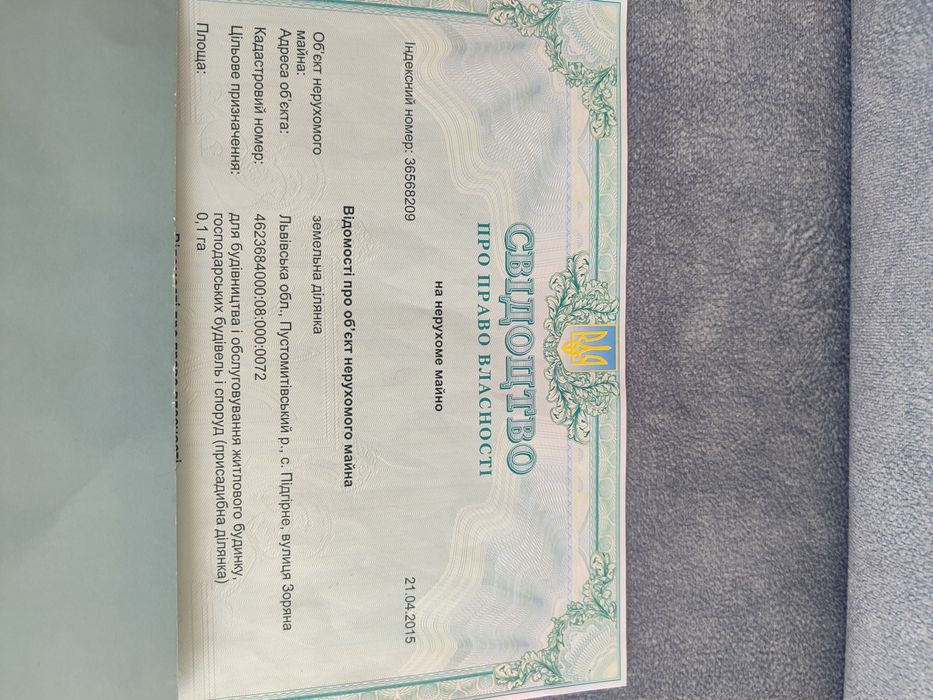 СВІДОЦТВО
ПРО ПРАВО ВЛАСНОСТІ
на нерухоме майно
Індексний номер: 36568209 21.04.2015
Відомості про об'єкт нерухомого майна
Об'єкт нерухомого майна: земельна ділянка
Адреса об'єкта: Львівська обл., Пустомитівський р., с. Підгірне, вулиця Зоряна
Кадастровий номер: 4623684000:08:000:0072
Цільове призначення: для будівництва і обслуговування житлового будинку,
господарських будівель і споруд (присадибна ділянка)
Площа: 0,1 га